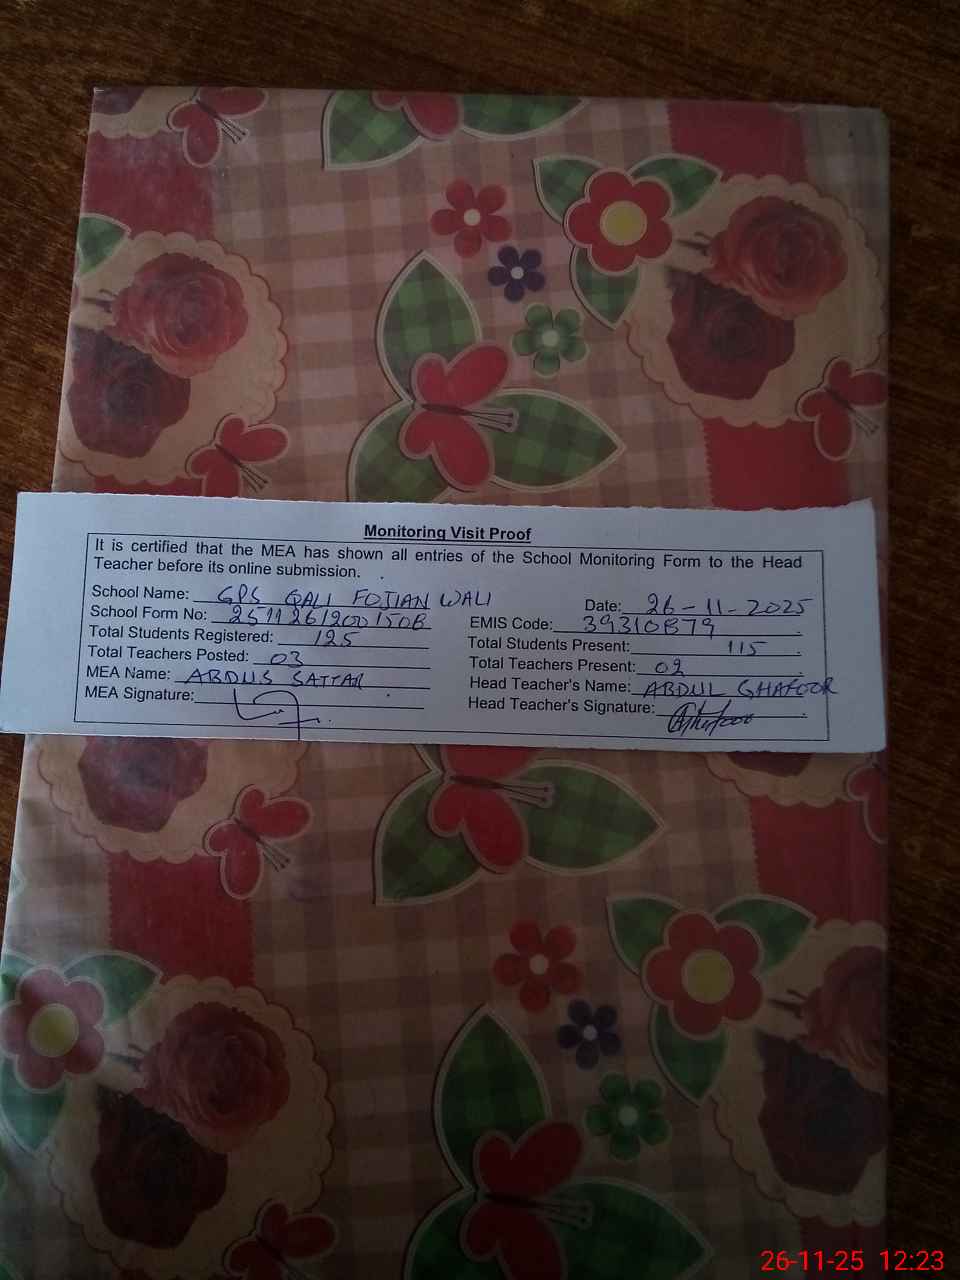 Monitoring Visit Proof
It is certified that the MEA has shown all entries of the School Monitoring Form to the Head
Teacher before its online submission.
School Name: GPS QALI FOJIAN WALI
Date: 26-11-2025
School Form No:
EMIS Code: 39310879
Total Students Registered: 125
Total Students Present: 115
Total Teachers Posted: 03
Total Teachers Present: 02
MEA Name: ABDUS SATTAR
Head Teacher's Name: ABDUL GHAFOOR
MEA Signature:
Head Teacher's Signature:
26-11-25 12:23